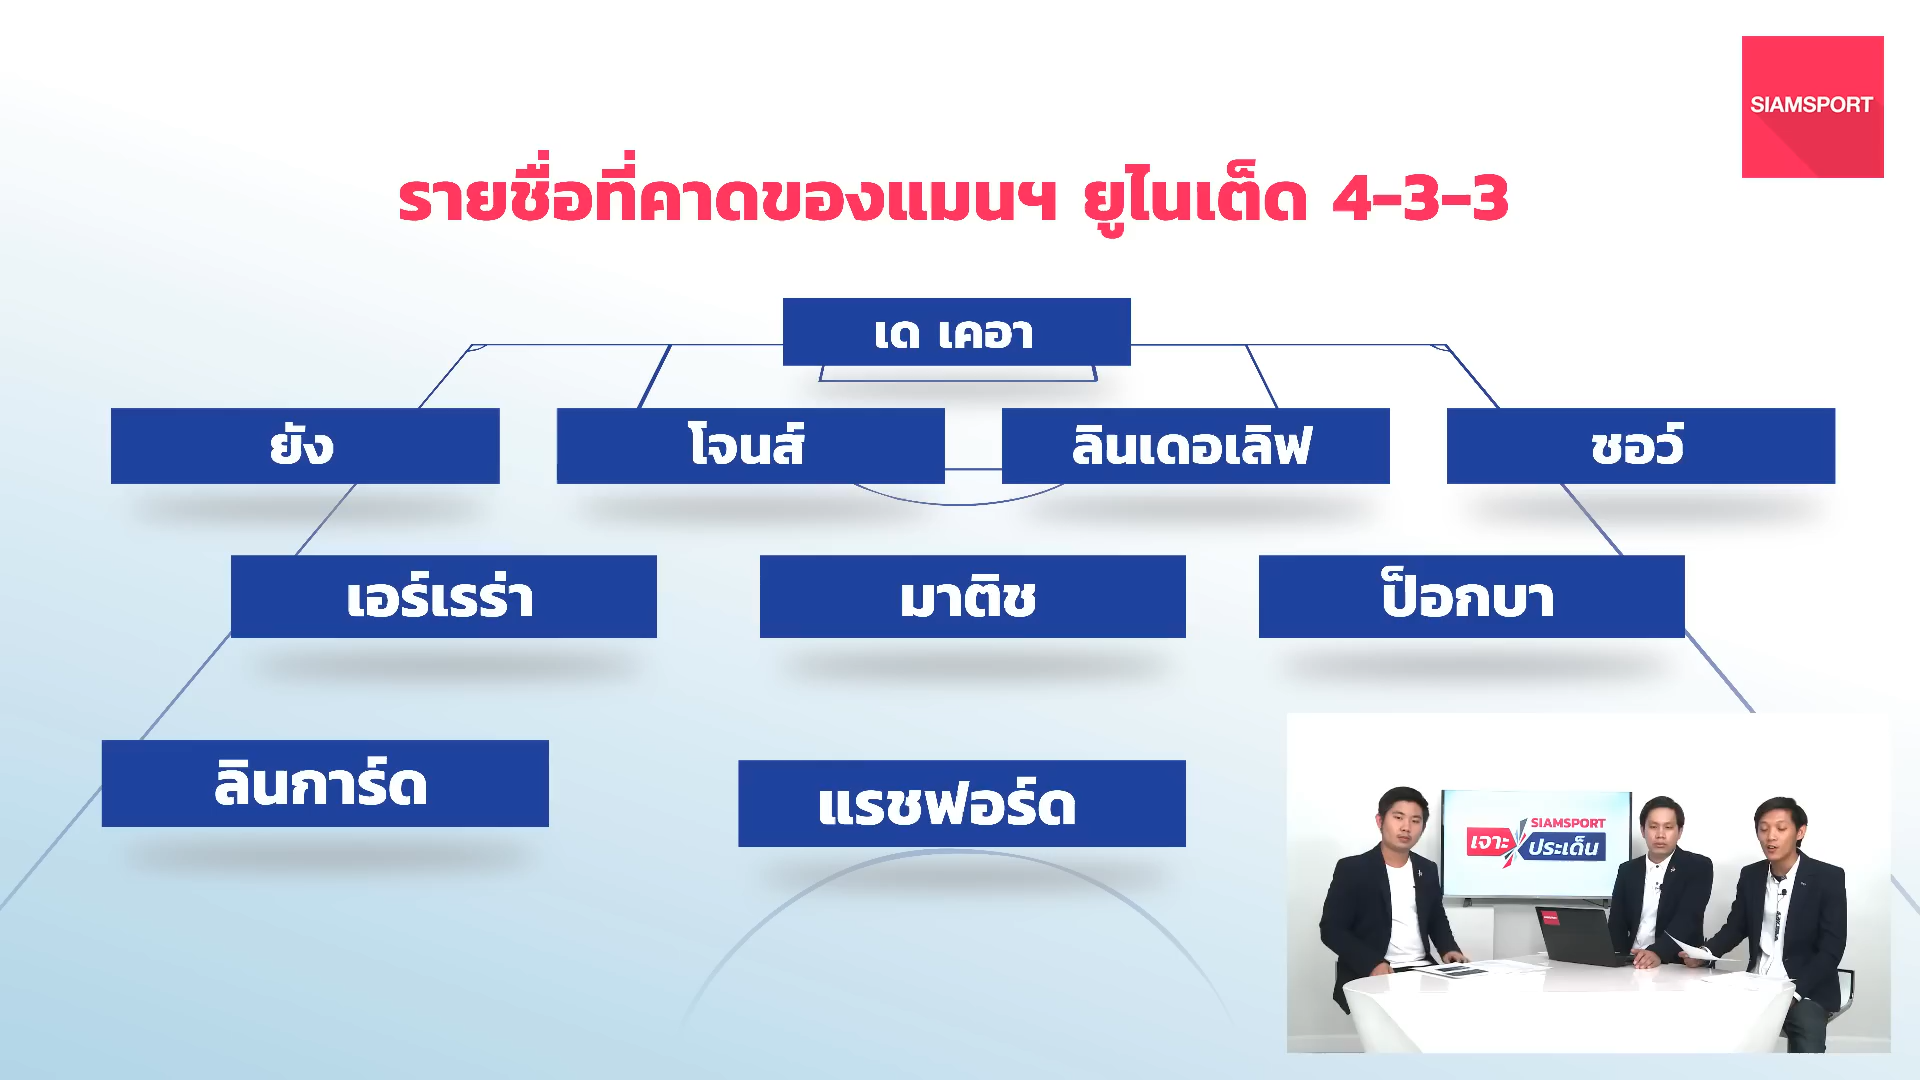 SIAMSPORT
รายชื่อที่คาดของแมนฯ ยูไนเต็ด 4-3-3
เด เคอา
ยัง
โจนส์
ลินเดอเลิฟ
ชอว์
เอร์เรร่า
มาติช
ป็อกบา
ลินการ์ด
แรชฟอร์ด
SIAMSPORT
เจาะ ประเด็น